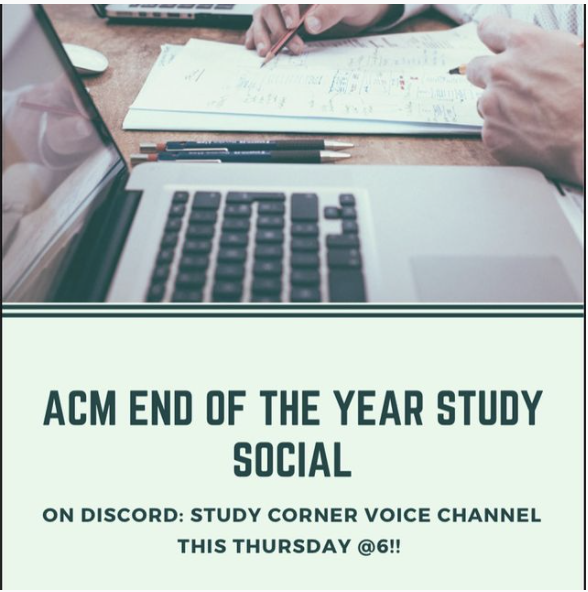 ACM END OF THE YEAR STUDY
SOCIAL
ON DISCORD: STUDY CORNER VOICE CHANNEL
THIS THURSDAY @6!!